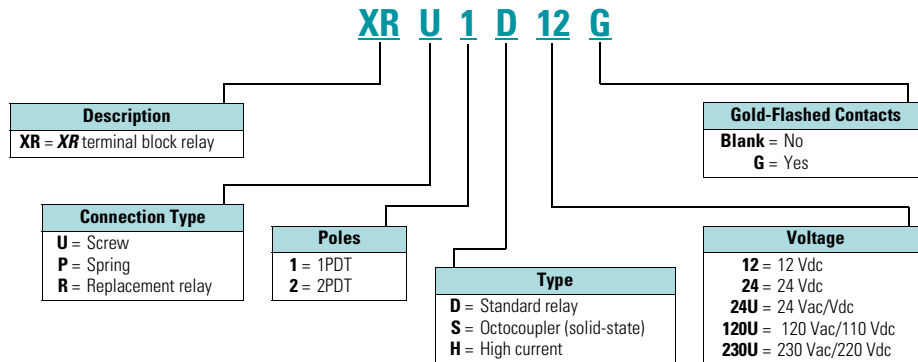 XR U 1 D 12 G
Description
XR = XR terminal block relay
Gold-Flashed Contacts
Blank = No
G = Yes
Connection Type
U = Screw
P = Spring
R = Replacement relay
Poles
1 = 1PDT
2 = 2PDT
Type
D = Standard relay
S = Octocoupler (solid-state)
H = High current
Voltage
12 = 12 Vdc
24 = 24 Vdc
24U = 24 Vac/Vdc
120U = 120 Vac/110 Vdc
230U = 230 Vac/220 Vdc